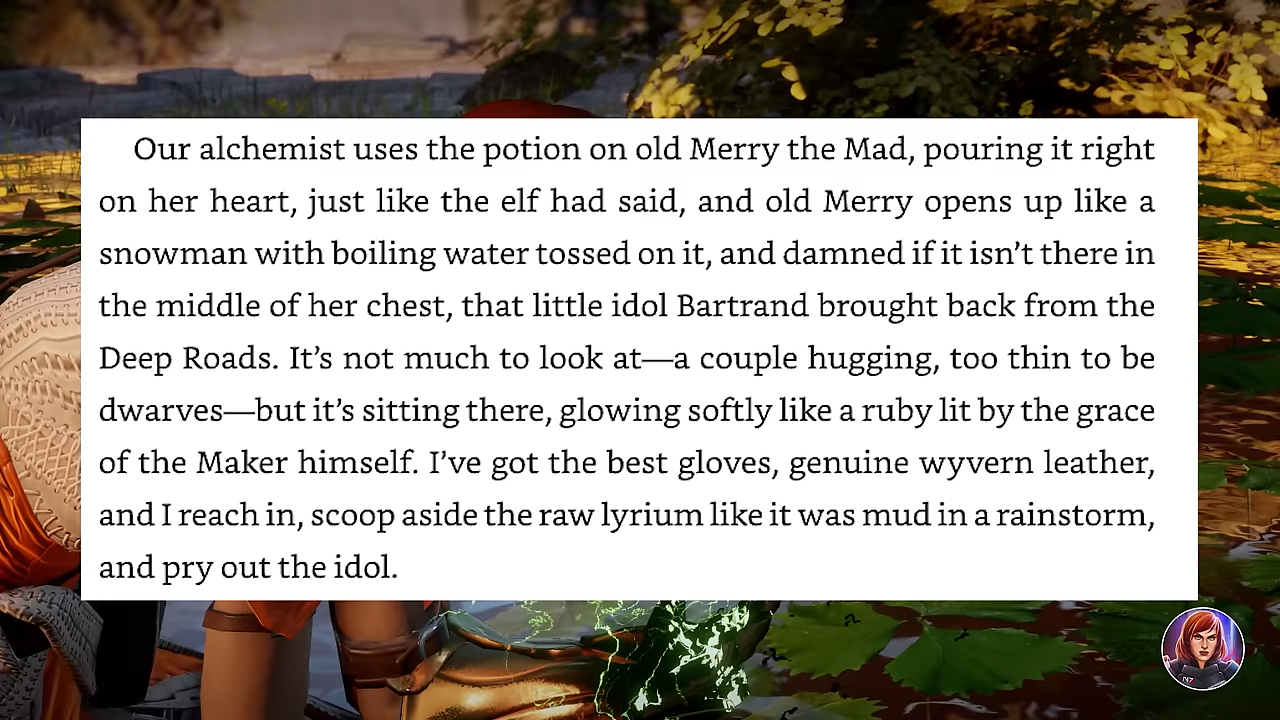 Our alchemist uses the potion on old Merry the Mad, pouring it right
on her heart, just like the elf had said, and old Merry opens up like a
snowman with boiling water tossed on it, and damned if it isn’t there in
the middle of her chest, that little idol Bartrand brought back from the
Deep Roads. It’s not much to look at—a couple hugging, too thin to be
dwarves—but it’s sitting there, glowing softly like a ruby lit by the grace
of the Maker himself. I’ve got the best gloves, genuine wyvern leather,
and I reach in, scoop aside the raw lyrium like it was mud in a rainstorm,
and pry out the idol.
N7